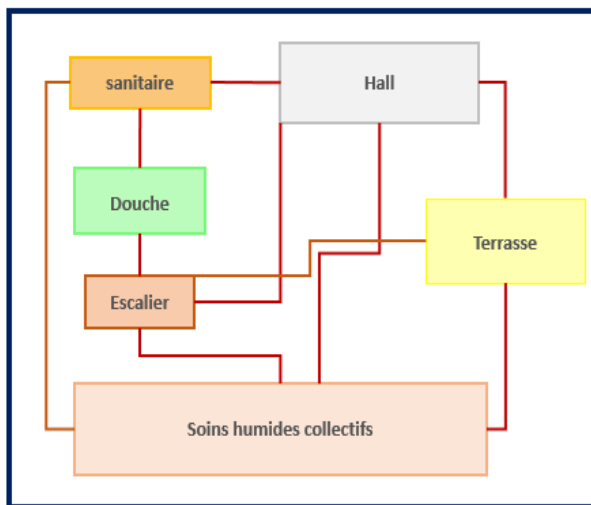 sanitaire
Hall
Douche
Terrasse
Escalier
Soins humides collectifs